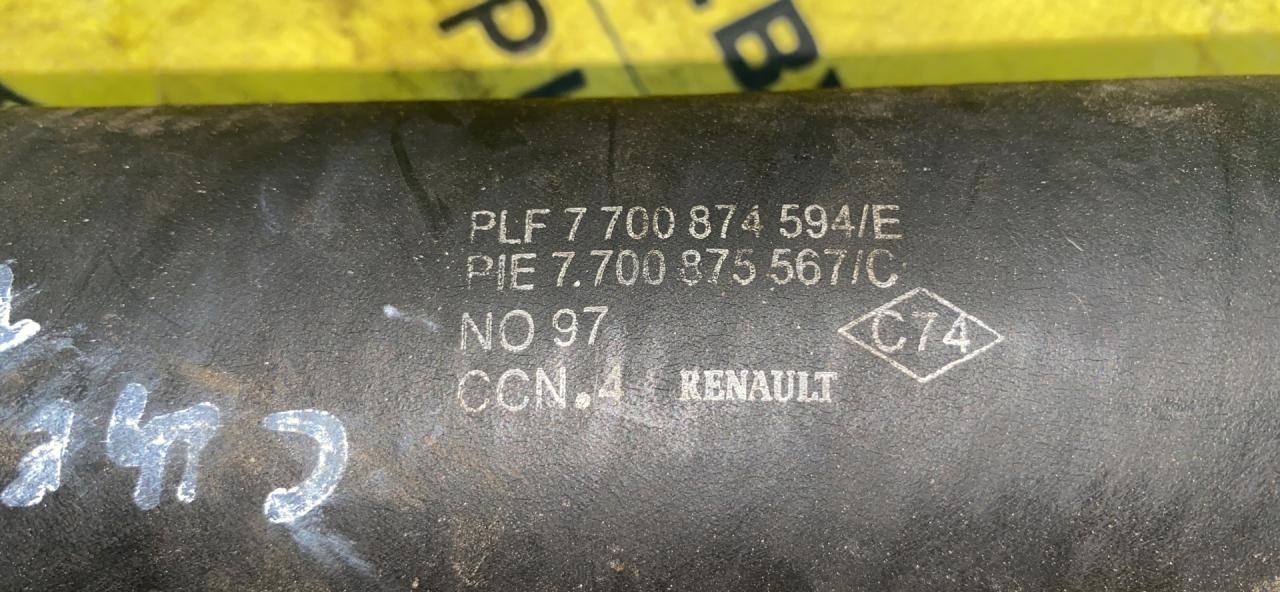 PLF 7 700 874 594/E
PIE 7.700 875 567/C
NO 97
C74
CCN.4 RENAULT